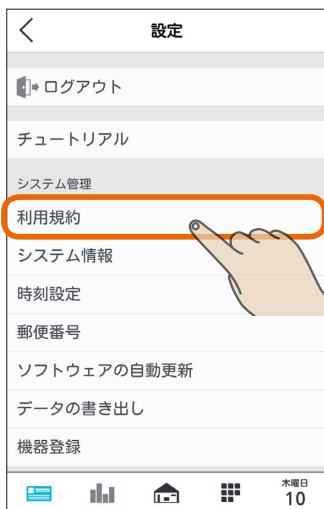 設定
ログアウト
チュートリアル
システム管理
利用規約
システム情報
時刻設定
郵便番号
ソフトウェアの自動更新
データの書き出し
機器登録
木曜日
10